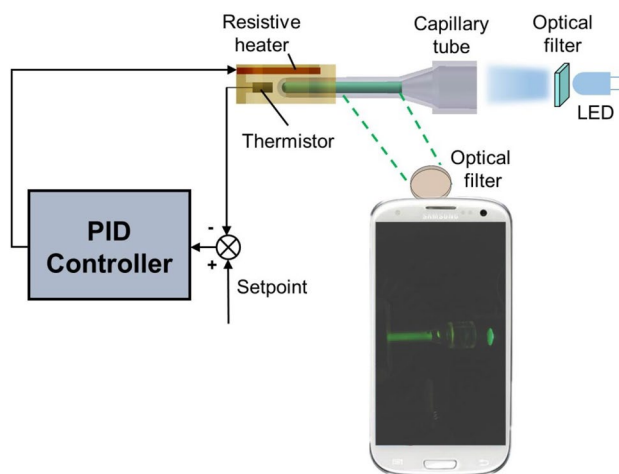 Resistive
heater
Capillary
tube
Optical
filter
LED
Thermistor
Optical
filter
SAMSUNG
PID
Controller
-
+
Setpoint